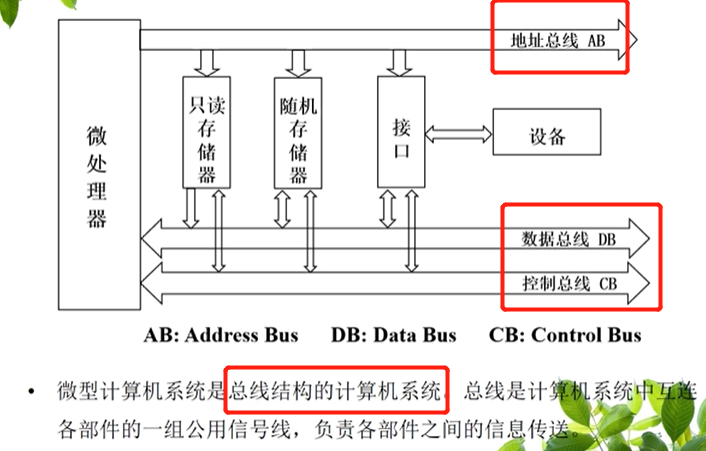 地址总线 AB
微处理器
只读存储器
随机存储器
接口
设备
数据总线 DB
控制总线 CB
AB: Address Bus DB: Data Bus CB: Control Bus
• 微型计算机系统是总线结构的计算机系统。总线是计算机系统中互连
各部件的一组公用信号线，负责各部件之间的信息传送。